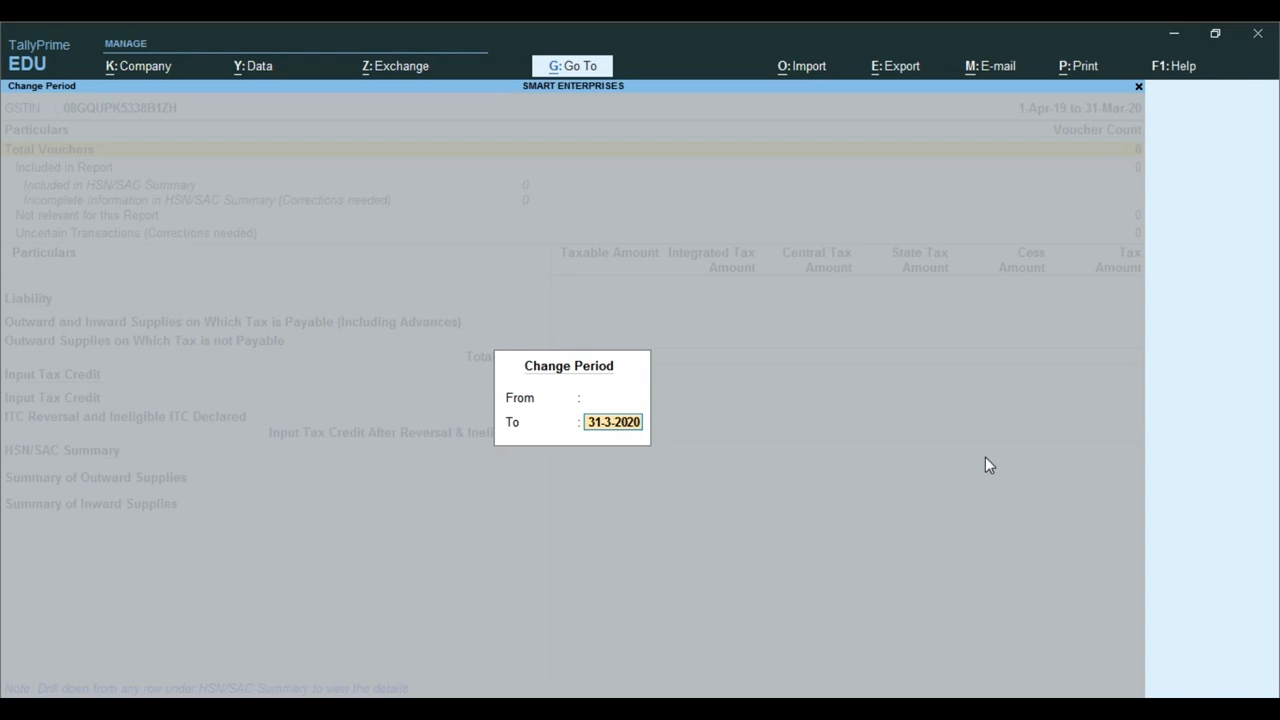 TallyPrime
EDU
MANAGE
K: Company Y: Data Z: Exchange G: Go To O: Import E: Export M: E-mail P: Print F1: Help
Change Period SMART ENTERPRISES x
GSTIN : 08GQUPK5338B1ZH 1-Apr-19 to 31-Mar-20
Particulars Voucher Count
Total Vouchers 0
Included in Report 0
Included in HSN/SAC Summary 0
Incomplete Information in HSN/SAC Summary (Corrections needed) 0
Not relevant for this Report 0
Uncertain Transactions (Corrections needed) 0
Particulars Taxable Amount Integrated Tax Amount Central Tax Amount State Tax Amount Cess Amount Tax Amount
Liability
Outward and Inward Supplies on Which Tax is Payable (Including Advances)
Outward Supplies on Which Tax is not Payable
Input Tax Credit
Input Tax Credit
ITC Reversal and Ineligible ITC Declared
Input Tax Credit After Reversal &
HSN/SAC Summary
Summary of Outward Supplies
Summary of Inward Supplies
Change Period
From :
To : 31-3-2020
Note: Drill down from any row under HSN/SAC Summary to view the details